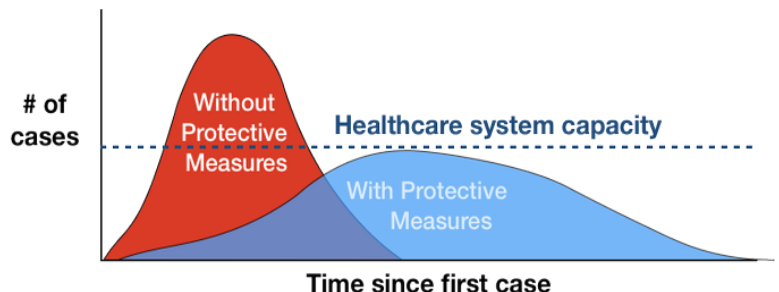 # of
cases
Without
Protective
Measures
Healthcare system capacity
With Protective
Measures
Time since first case